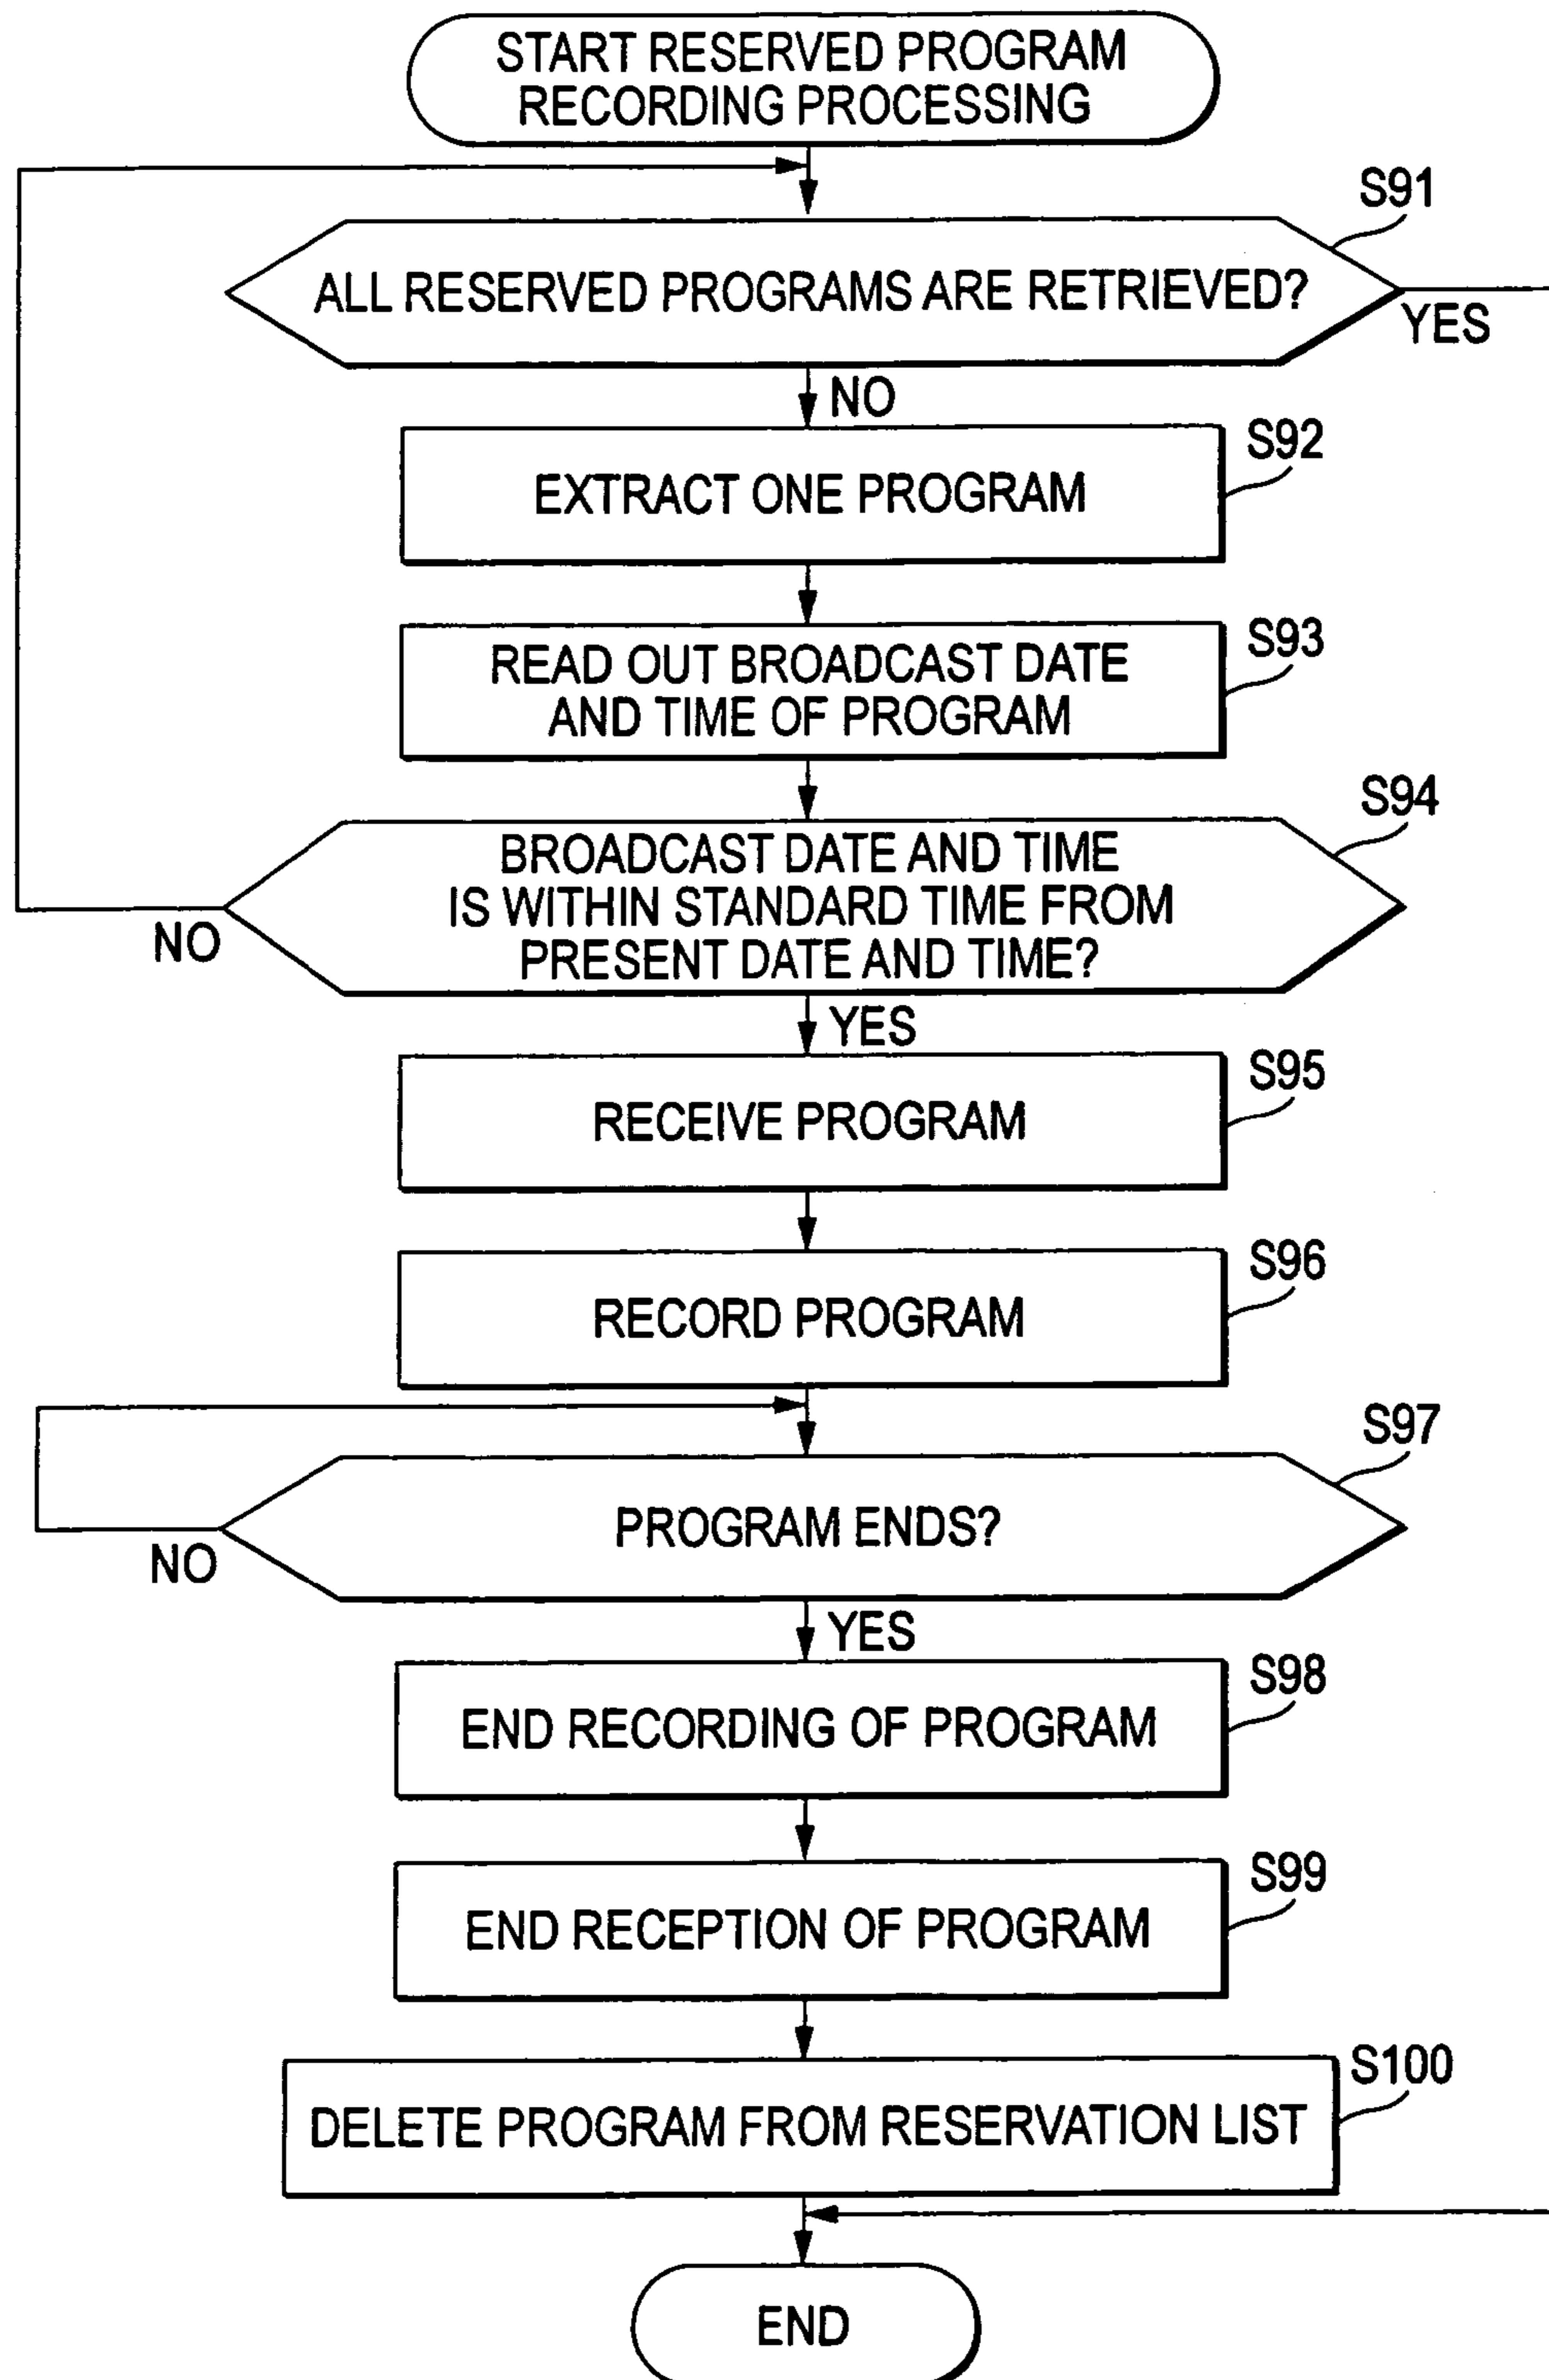 START RESERVED PROGRAM
RECORDING PROCESSING
S91
ALL RESERVED PROGRAMS ARE RETRIEVED?
YES
NO
S92
EXTRACT ONE PROGRAM
S93
READ OUT BROADCAST DATE
AND TIME OF PROGRAM
S94
BROADCAST DATE AND TIME
IS WITHIN STANDARD TIME FROM
PRESENT DATE AND TIME?
NO
YES
S95
RECEIVE PROGRAM
S96
RECORD PROGRAM
S97
PROGRAM ENDS?
NO
YES
S98
END RECORDING OF PROGRAM
S99
END RECEPTION OF PROGRAM
S100
DELETE PROGRAM FROM RESERVATION LIST
END